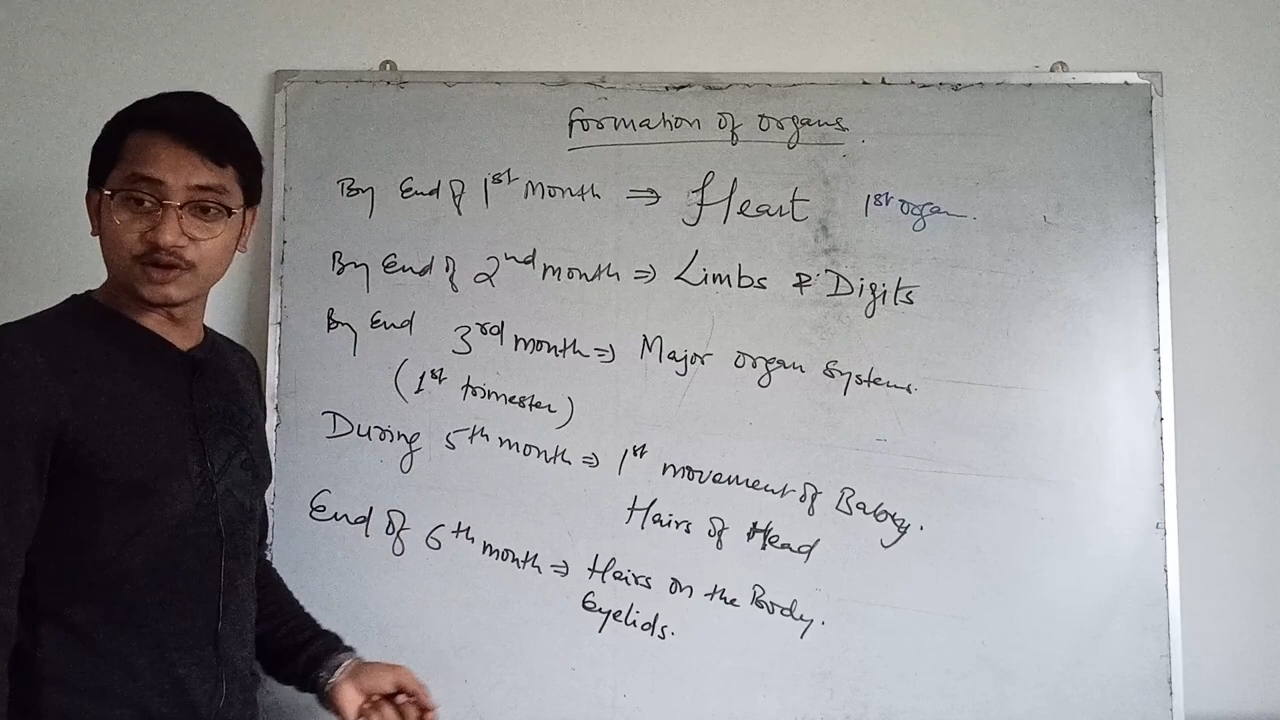 Formation of organs.
By End of 1st Month ⇒ Heart 1st organ.
By End of 2nd month ⇒ Limbs & Digits
By End 3rd month ⇒ Major organ systems.
(1st trimester)
During 5th month ⇒ 1st movement of Baby.
Hairs of Head
End of 6th month ⇒ Hairs on the Body.
Eyelids.